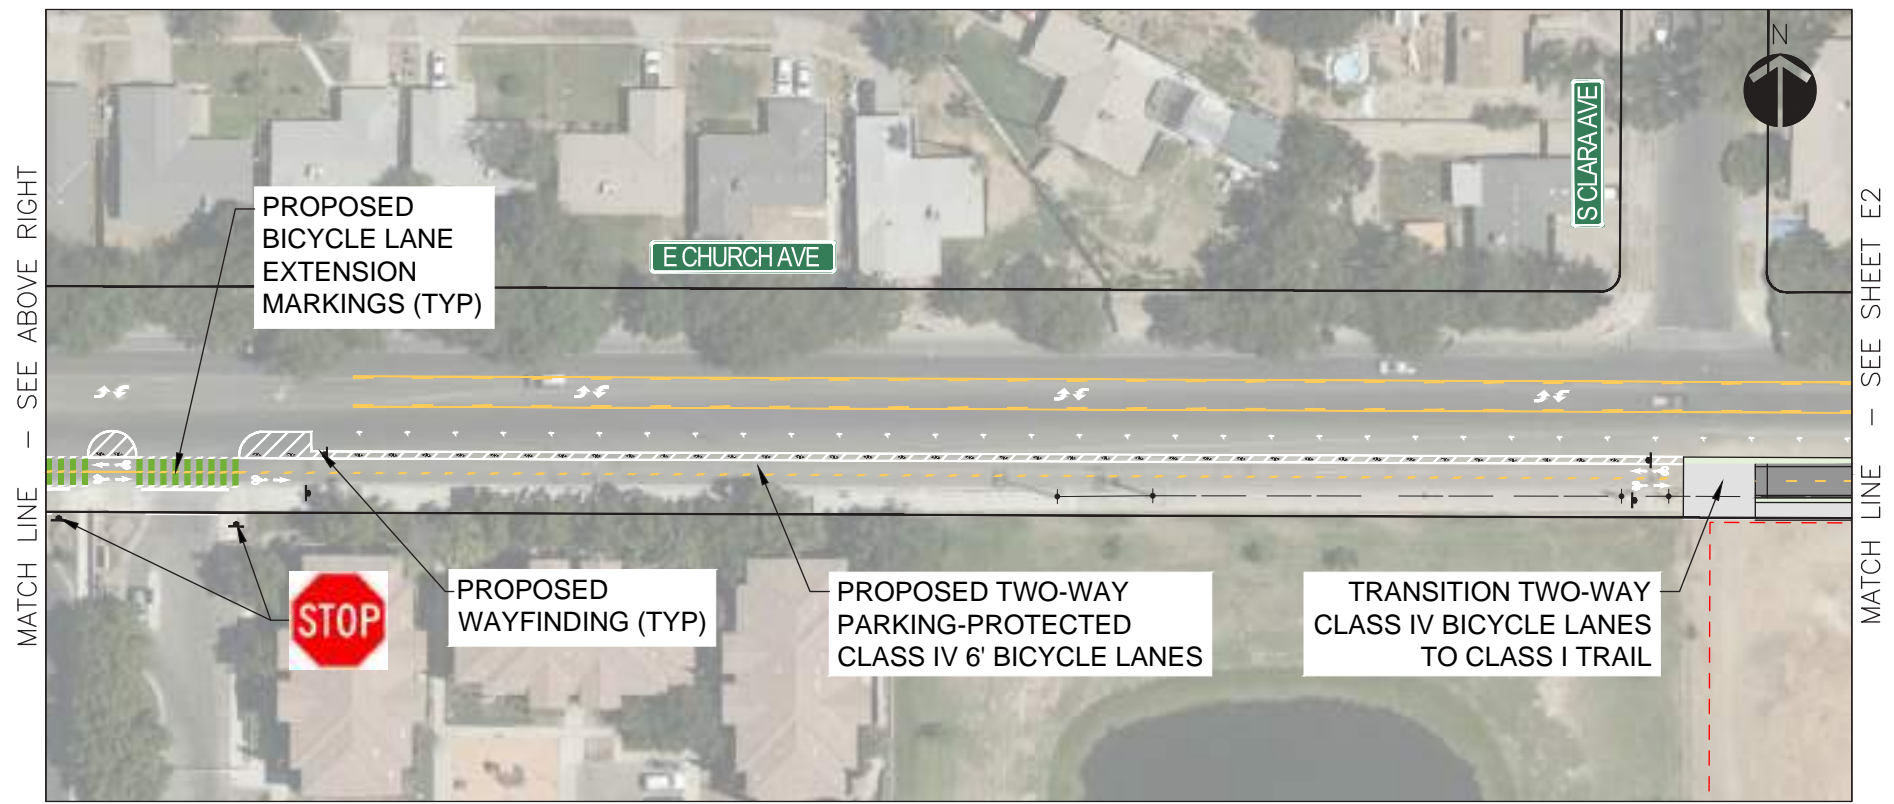 N
S CLARA AVE
PROPOSED
BICYCLE LANE
EXTENSION
MARKINGS (TYP)
E CHURCH AVE
MATCH LINE – SEE ABOVE RIGHT
MATCH LINE – SEE SHEET E2
STOP
PROPOSED
WAYFINDING (TYP)
PROPOSED TWO-WAY
PARKING-PROTECTED
CLASS IV 6' BICYCLE LANES
TRANSITION TWO-WAY
CLASS IV BICYCLE LANES
TO CLASS I TRAIL